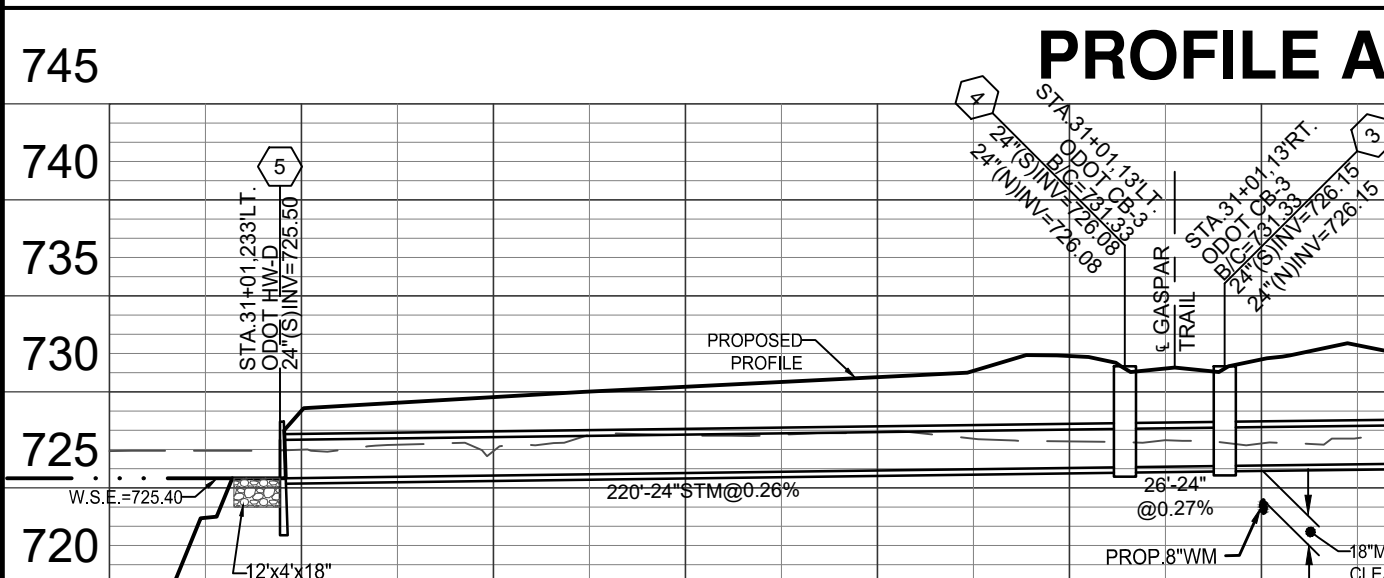 PROFILE A
745
740
735
730
725
720
5
STA.31+01,233'LT.
ODOT HW-D
24"(S)INV=725.50
4
STA.31+01,13'LT.
ODOT CB-3
B/C=731.33
24"(S)INV=726.08
24"(N)INV=726.08
℄ GASPAR
TRAIL
3
STA.31+01,13'RT.
ODOT CB-3
B/C=731.33
24"(S)INV=726.15
24"(N)INV=726.15
PROPOSED
PROFILE
W.S.E.=725.40
220'-24"STM@0.26%
26'-24"
@0.27%
PROP.8"WM
18"M
CLE
12'x4'x18"